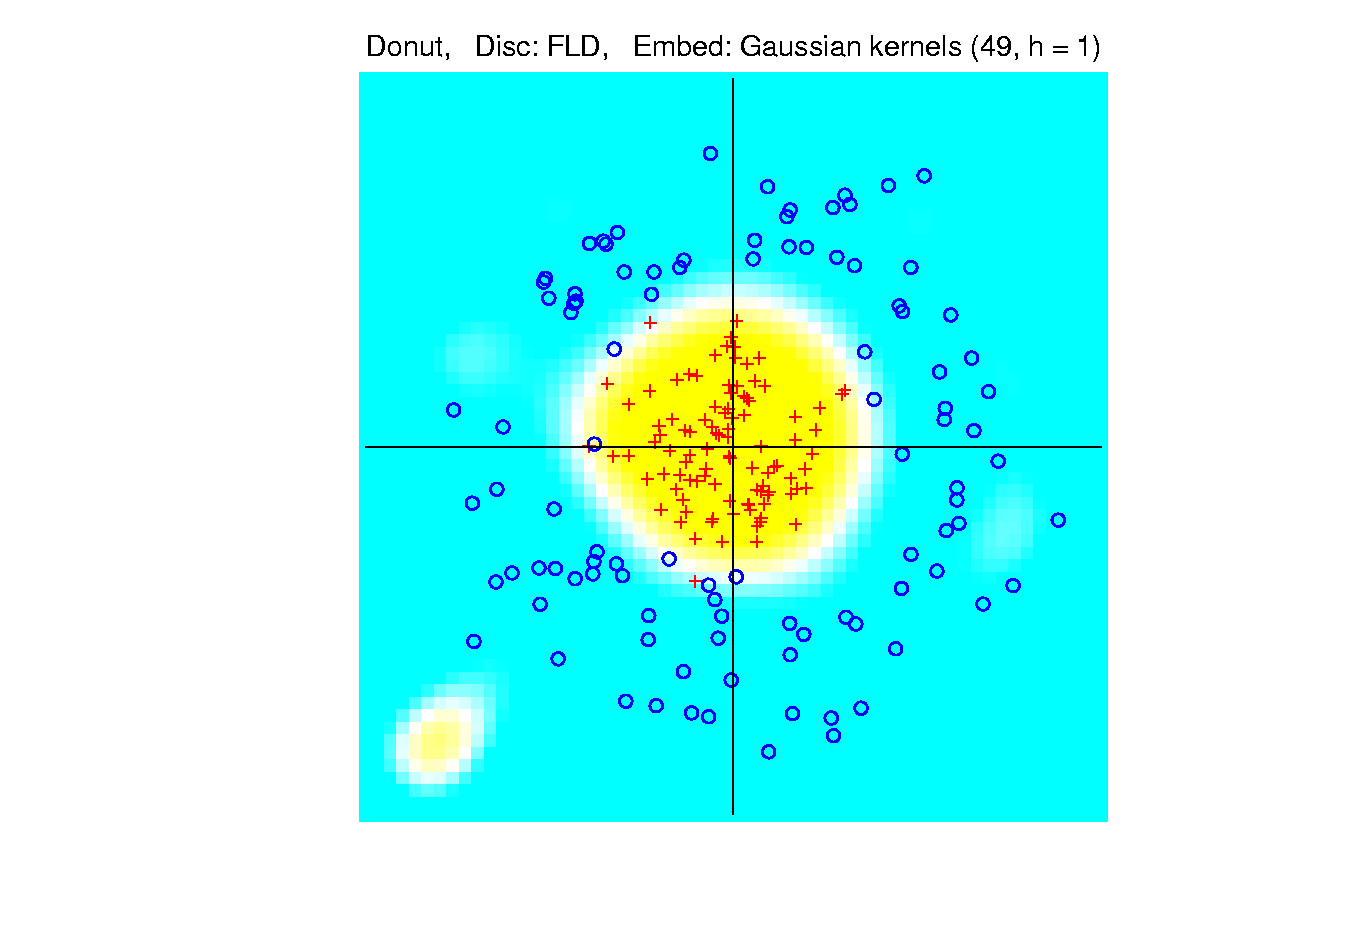 Donut, Disc: FLD, Embed: Gaussian kernels (49, h = 1)